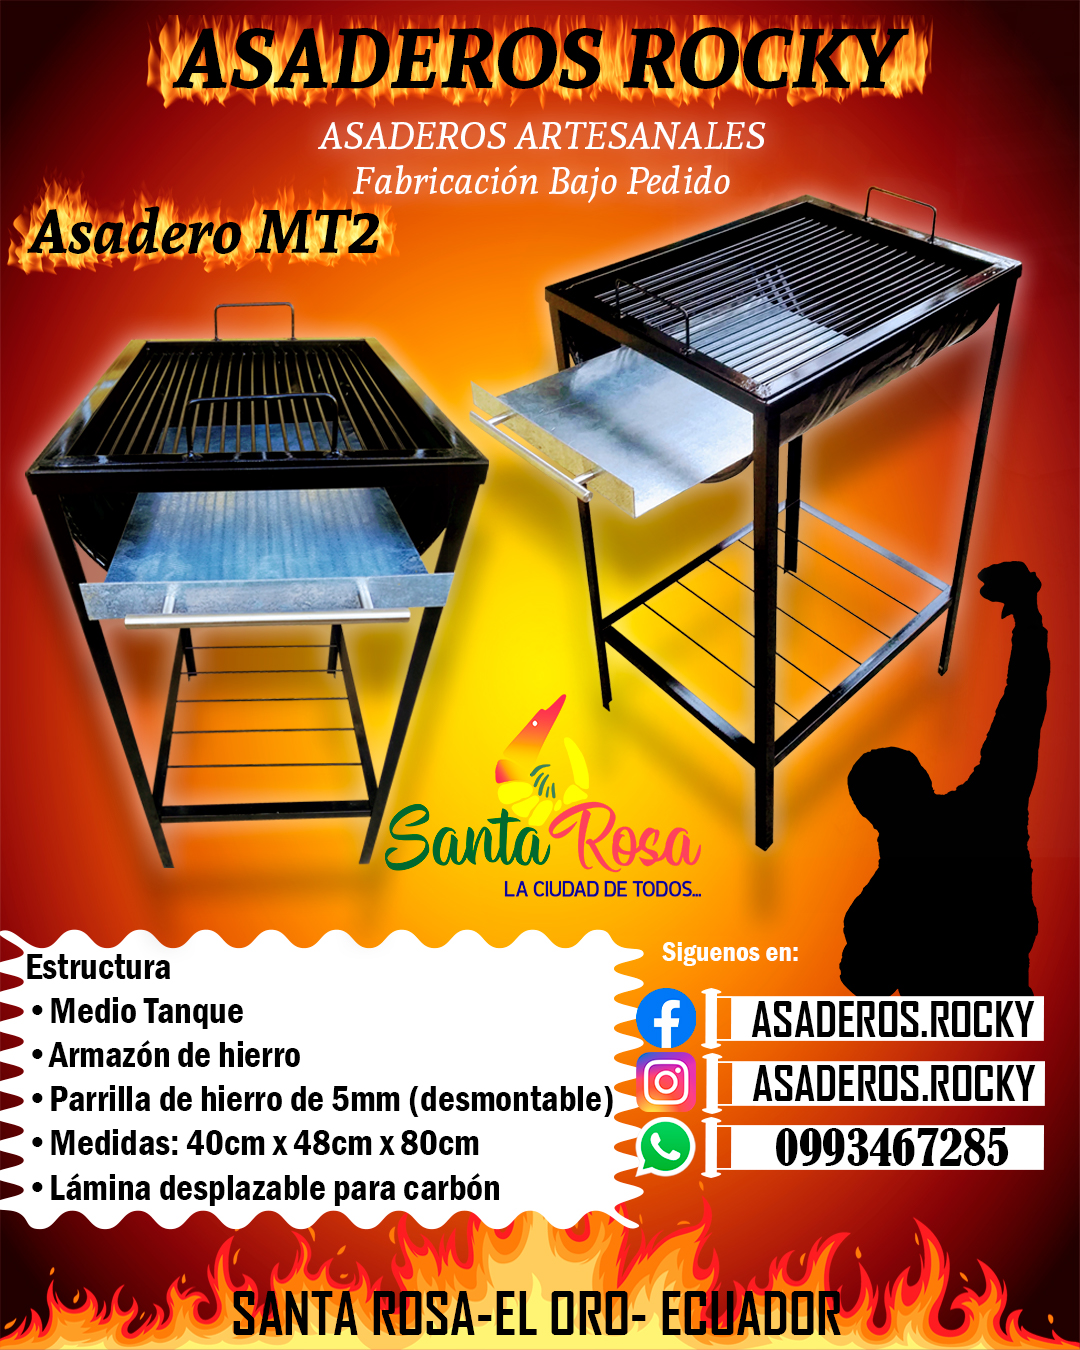 ASADEROS ROCKY
ASADEROS ARTESANALES
Fabricación Bajo Pedido
Asadero MT2
Santa Rosa
LA CIUDAD DE TODOS...
Estructura
• Medio Tanque
• Armazón de hierro
• Parrilla de hierro de 5mm (desmontable)
• Medidas: 40cm x 48cm x 80cm
• Lámina desplazable para carbón
Siguenos en:
ASADEROS.ROCKY
ASADEROS.ROCKY
0993467285
SANTA ROSA-EL ORO- ECUADOR